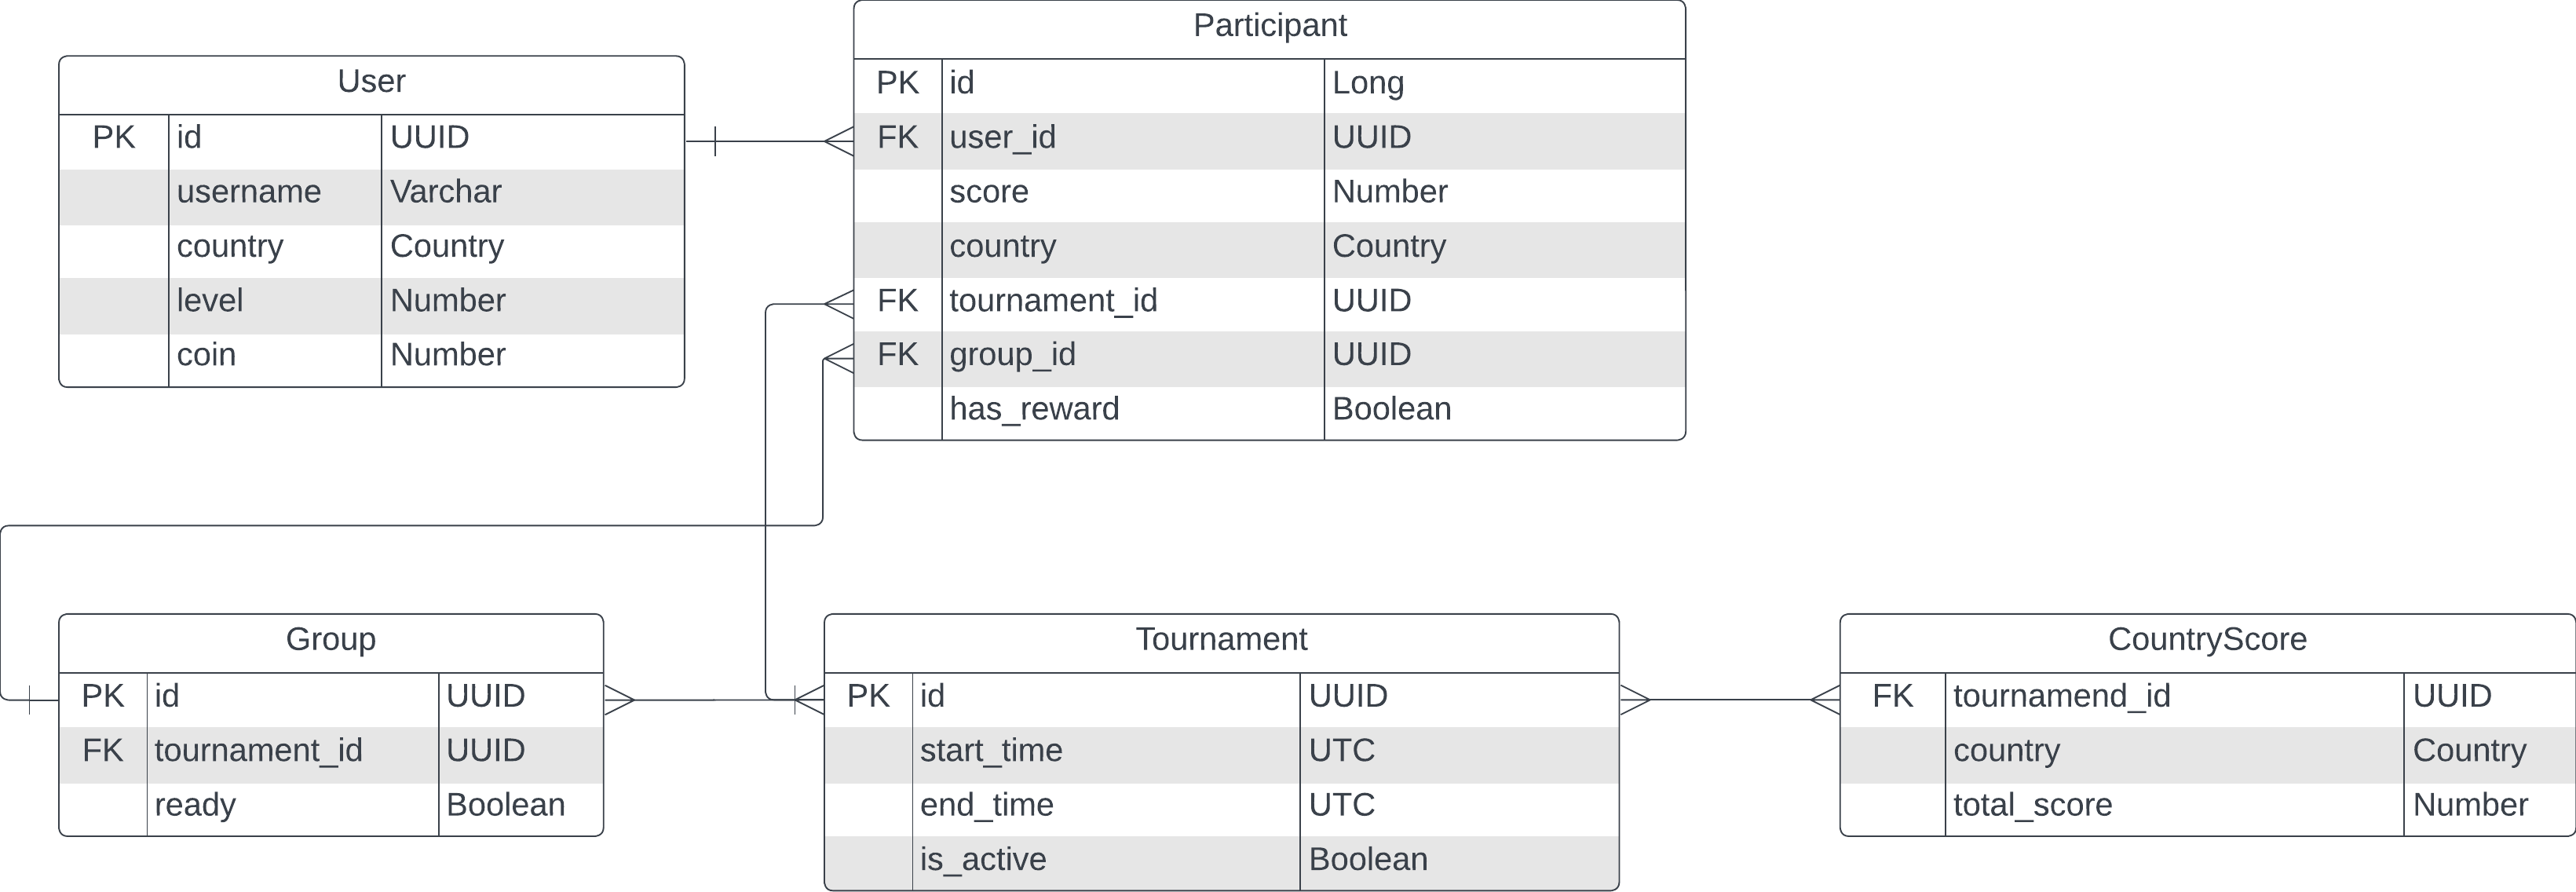 User
PK id UUID
username Varchar
country Country
level Number
coin Number
Participant
PK id Long
FK user_id UUID
score Number
country Country
FK tournament_id UUID
FK group_id UUID
has_reward Boolean
Group
PK id UUID
FK tournament_id UUID
ready Boolean
Tournament
PK id UUID
start_time UTC
end_time UTC
is_active Boolean
CountryScore
FK tournamend_id UUID
country Country
total_score Number